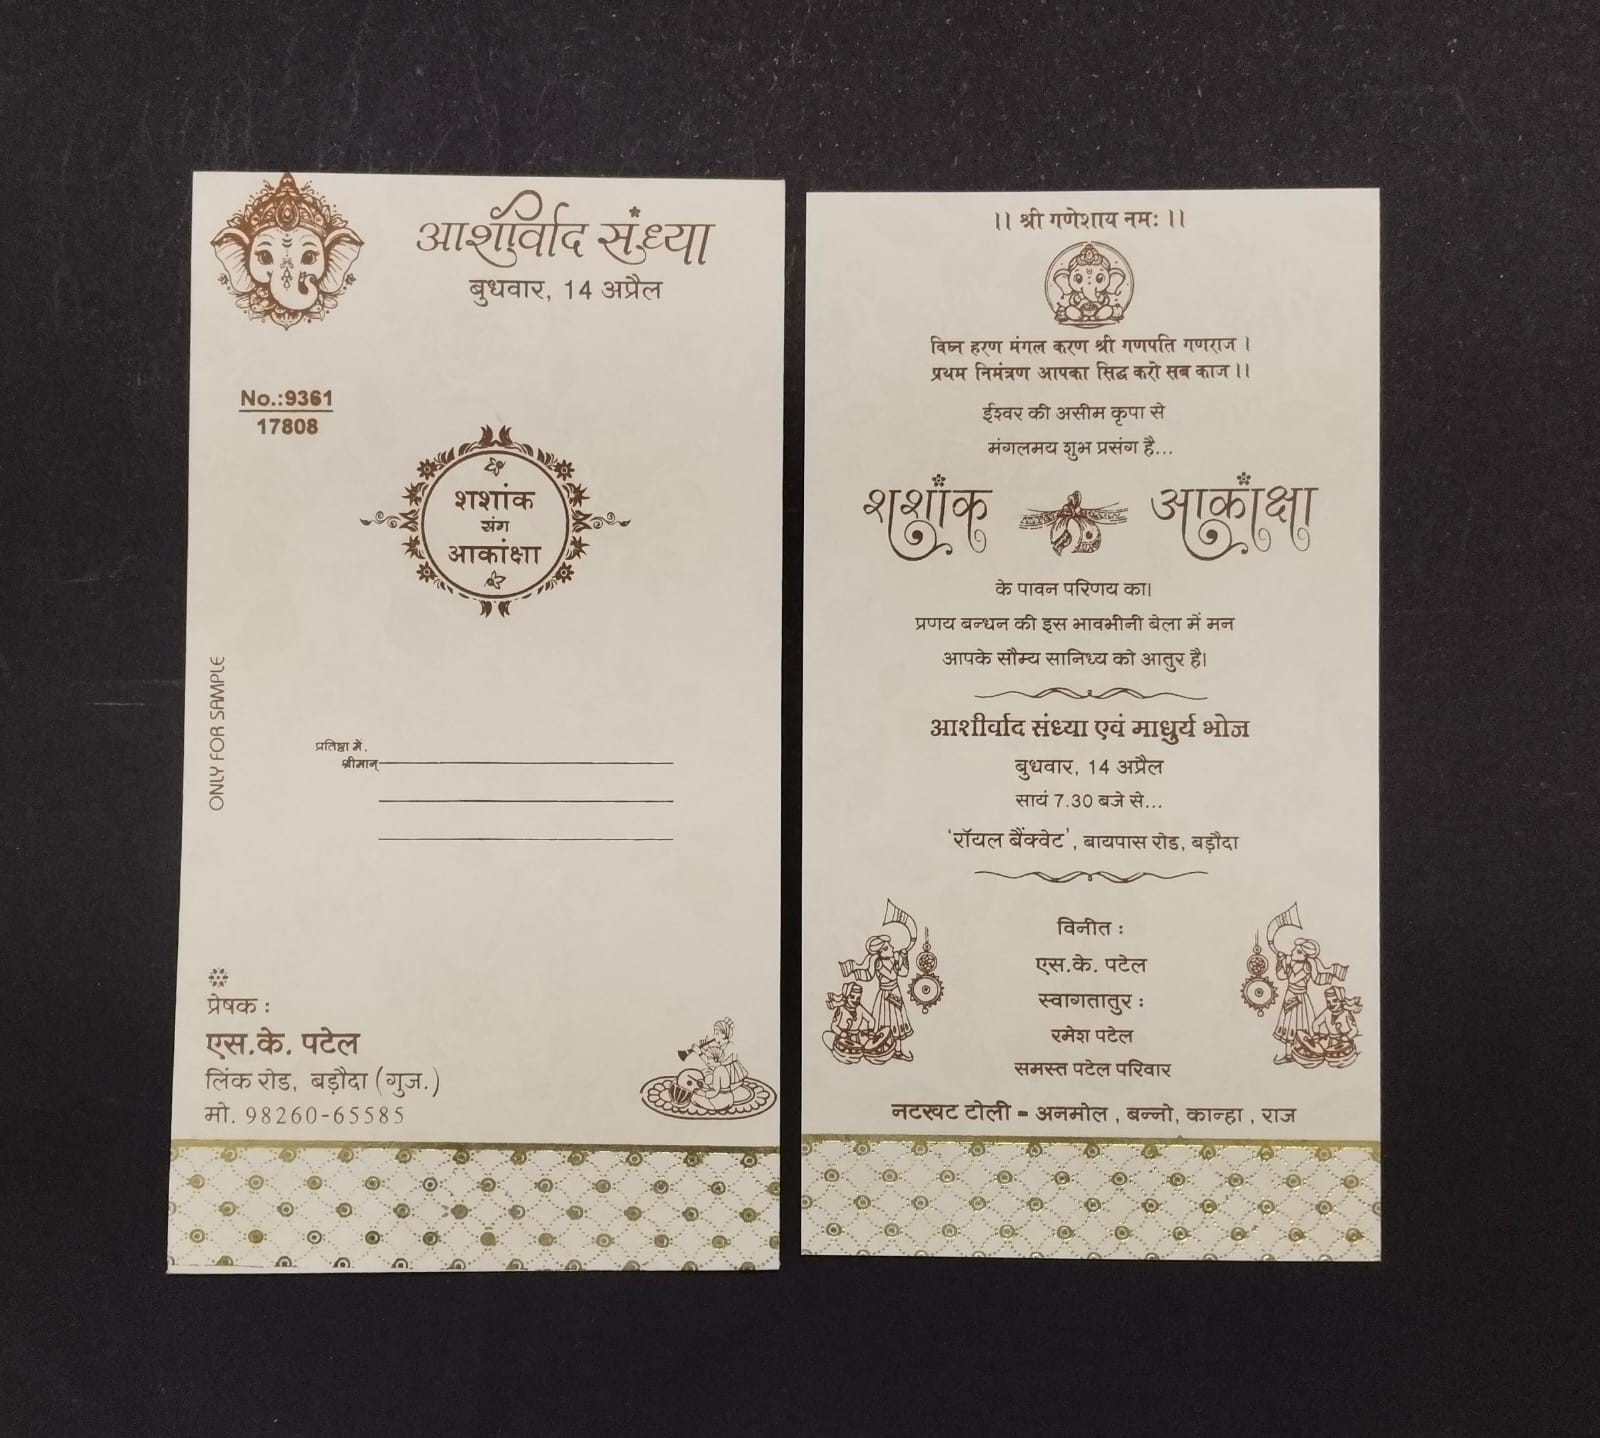 आशीर्वाद संध्या
बुधवार, 14 अप्रैल
No.:9361
17808
शशांक
संग
आकांक्षा
ONLY FOR SAMPLE
प्रतिष्ठा में,
श्रीमान्
प्रेषक :
एस.के. पटेल
लिंक रोड, बड़ौदा (गुज.)
मो. 98260-65585
।। श्री गणेशाय नमः ।।
विघ्न हरण मंगल करण श्री गणपति गणराज ।
प्रथम निमंत्रण आपका सिद्ध करो सब काज ।।
ईश्वर की असीम कृपा से
मंगलमय शुभ प्रसंग है...
शशांक आकांक्षा
के पावन परिणय का।
प्रणय बन्धन की इस भावभीनी बेला में मन
आपके सौम्य सानिध्य को आतुर है।
आशीर्वाद संध्या एवं माधुर्य भोज
बुधवार, 14 अप्रैल
सायं 7.30 बजे से...
'रॉयल बैंक्वेट', बायपास रोड, बड़ौदा
विनीत :
एस.के. पटेल
स्वागतातुर :
रमेश पटेल
समस्त पटेल परिवार
नटखट टोली - अनमोल , बन्नो, कान्हा , राज